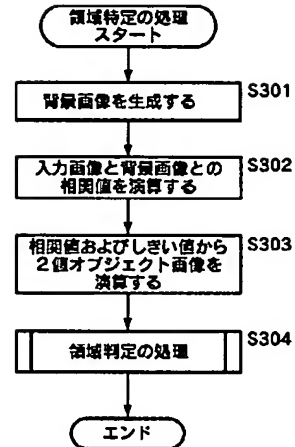 領域特定の処理
スタート
背景画像を生成する
S301
入力画像と背景画像との
相関値を演算する
S302
相関値およびしきい値から
2値オブジェクト画像を
演算する
S303
領域判定の処理
S304
エンド